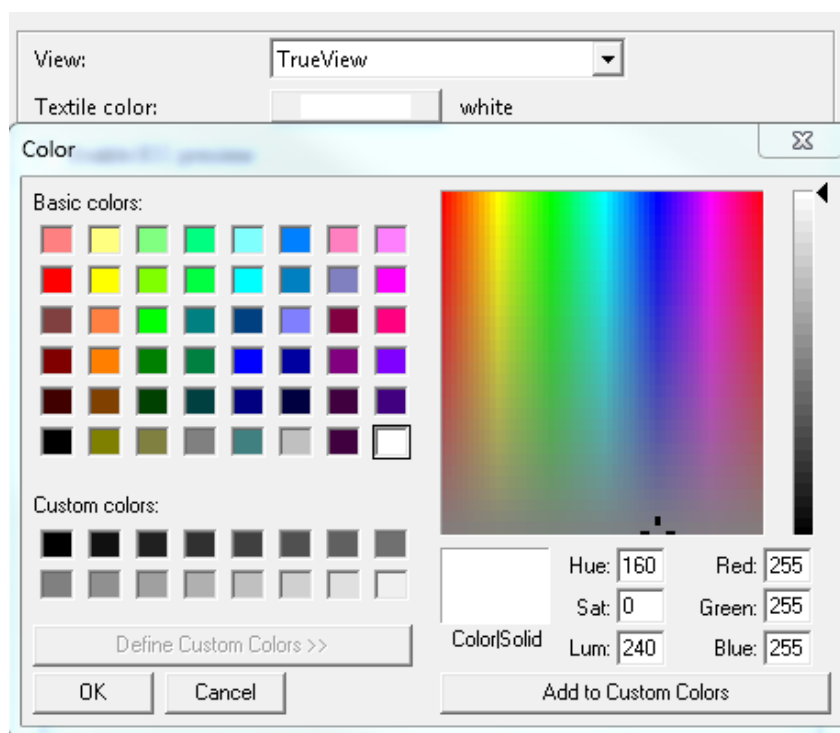 View: TrueView
Textile color: white
Color
Basic colors:
Custom colors:
Define Custom Colors >>
OK Cancel
Color|Solid
Hue: 160 Red: 255
Sat: 0 Green: 255
Lum: 240 Blue: 255
Add to Custom Colors